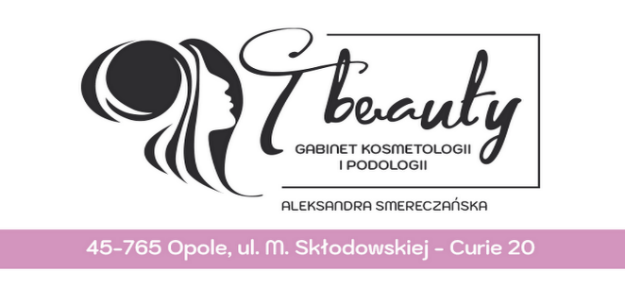 T beauty
GABINET KOSMETOLOGII
I PODOLOGII
ALEKSANDRA SMERECZAŃSKA
45-765 Opole, ul. M. Skłodowskiej - Curie 20